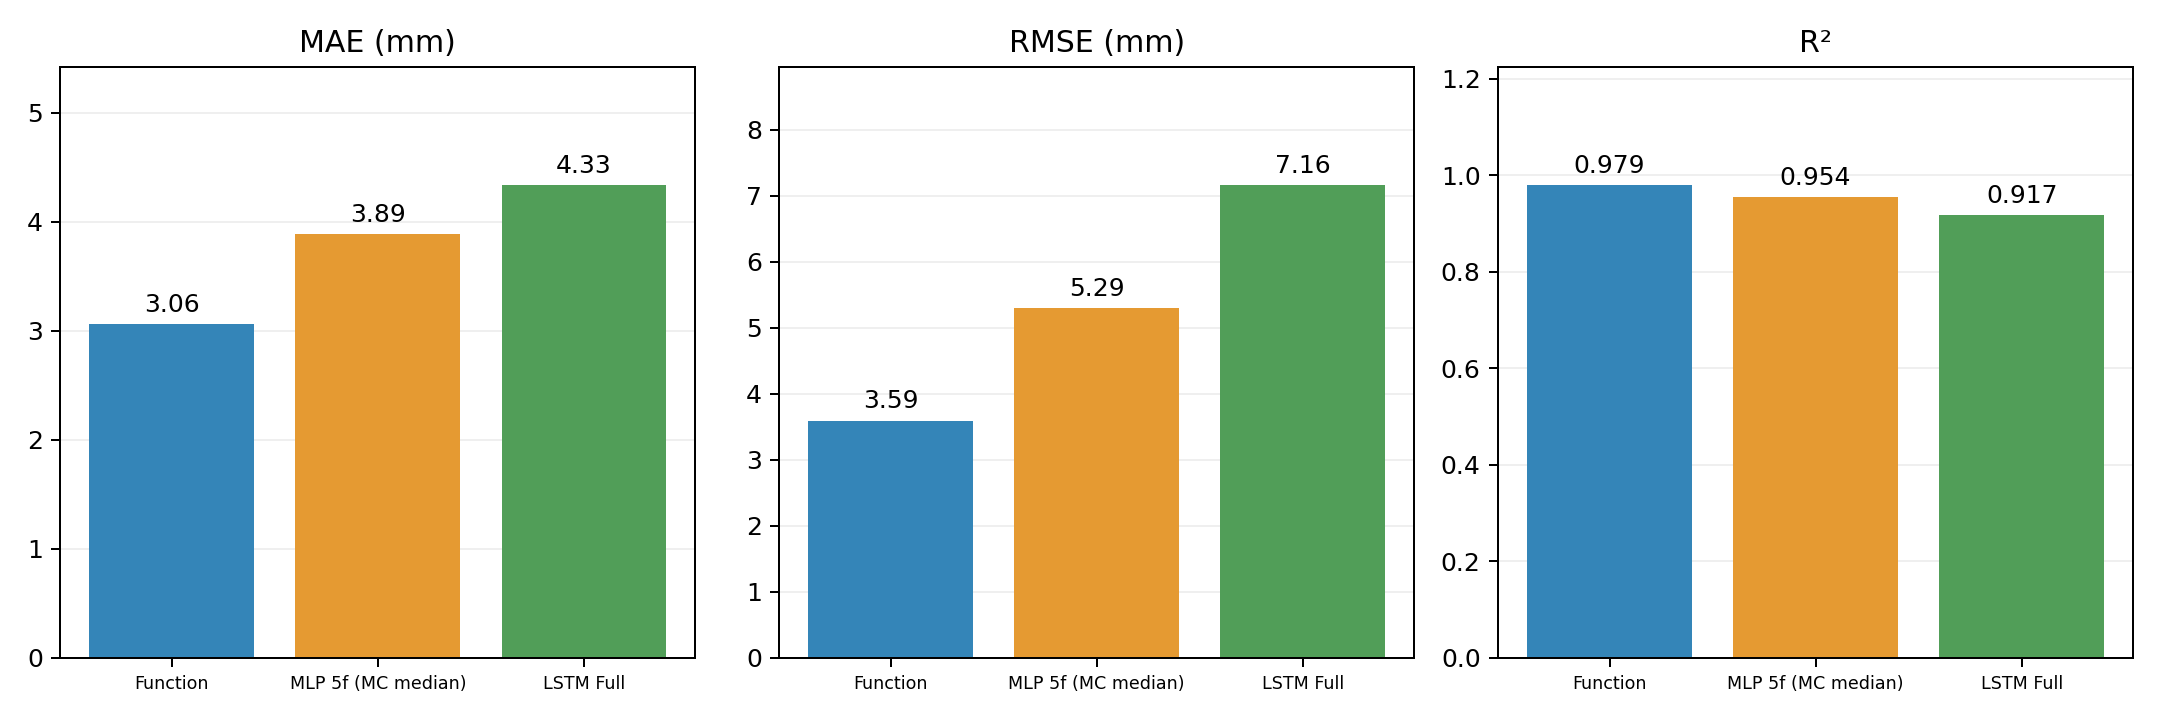 MAE (mm)
5
4
3
2
1
0
3.06
3.89
4.33
Function
MLP 5f (MC median)
LSTM Full
RMSE (mm)
8
7
6
5
4
3
2
1
0
3.59
5.29
7.16
Function
MLP 5f (MC median)
LSTM Full
R²
1.2
1.0
0.8
0.6
0.4
0.2
0.0
0.979
0.954
0.917
Function
MLP 5f (MC median)
LSTM Full